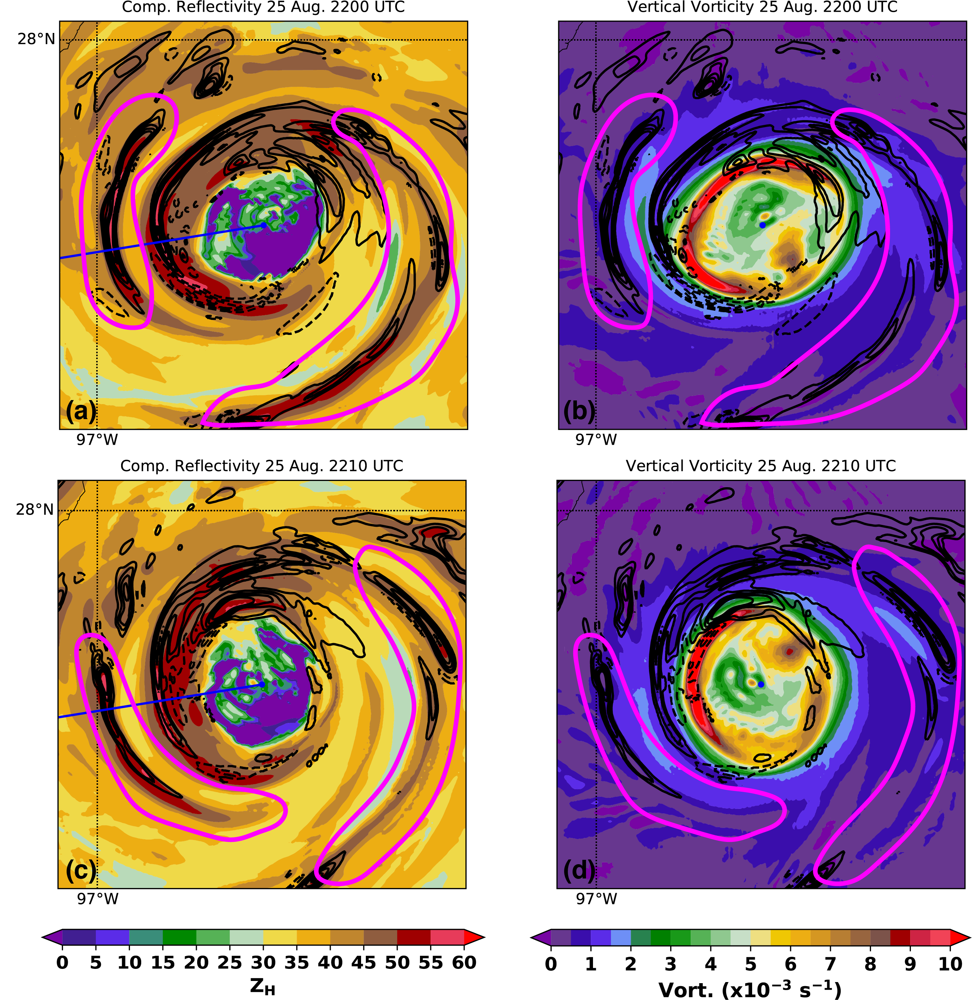 Comp. Reflectivity 25 Aug. 2200 UTC
Vertical Vorticity 25 Aug. 2200 UTC
28°N
(a)
(b)
97°W
97°W
Comp. Reflectivity 25 Aug. 2210 UTC
Vertical Vorticity 25 Aug. 2210 UTC
28°N
(c)
(d)
97°W
97°W
0 5 10 15 20 25 30 35 40 45 50 55 60
Z_H
0 1 2 3 4 5 6 7 8 9 10
Vort. (x10⁻³ s⁻¹)